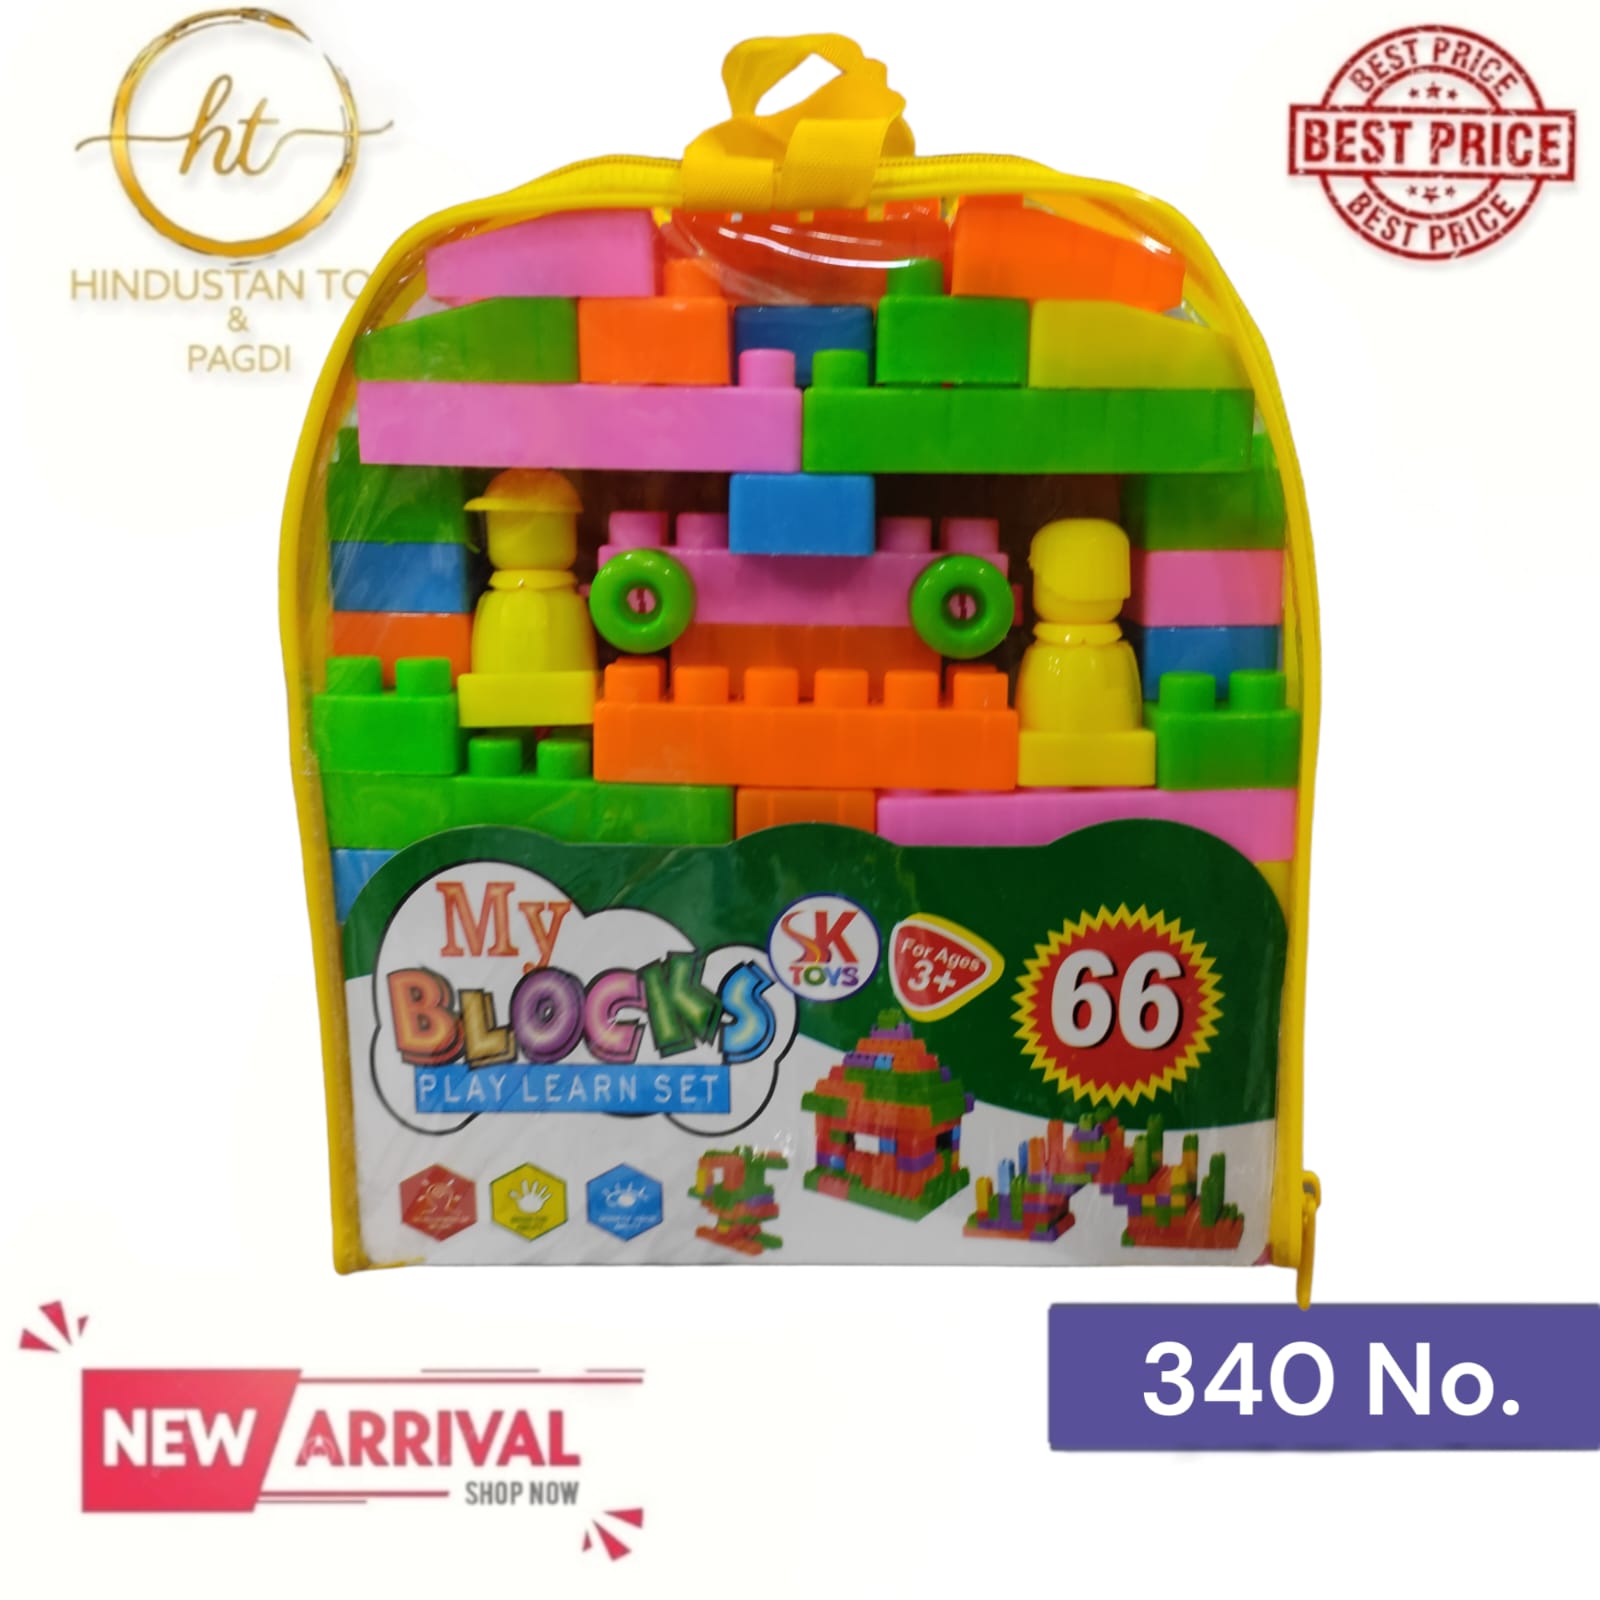 ht
HINDUSTAN TO
&
PAGDI
BEST PRICE
BEST PRICE
BEST PRICE
My
BLOCKS
PLAY LEARN SET
SK
TOYS
For Ages
3+
66
340 No.
NEW ARRIVAL
SHOP NOW